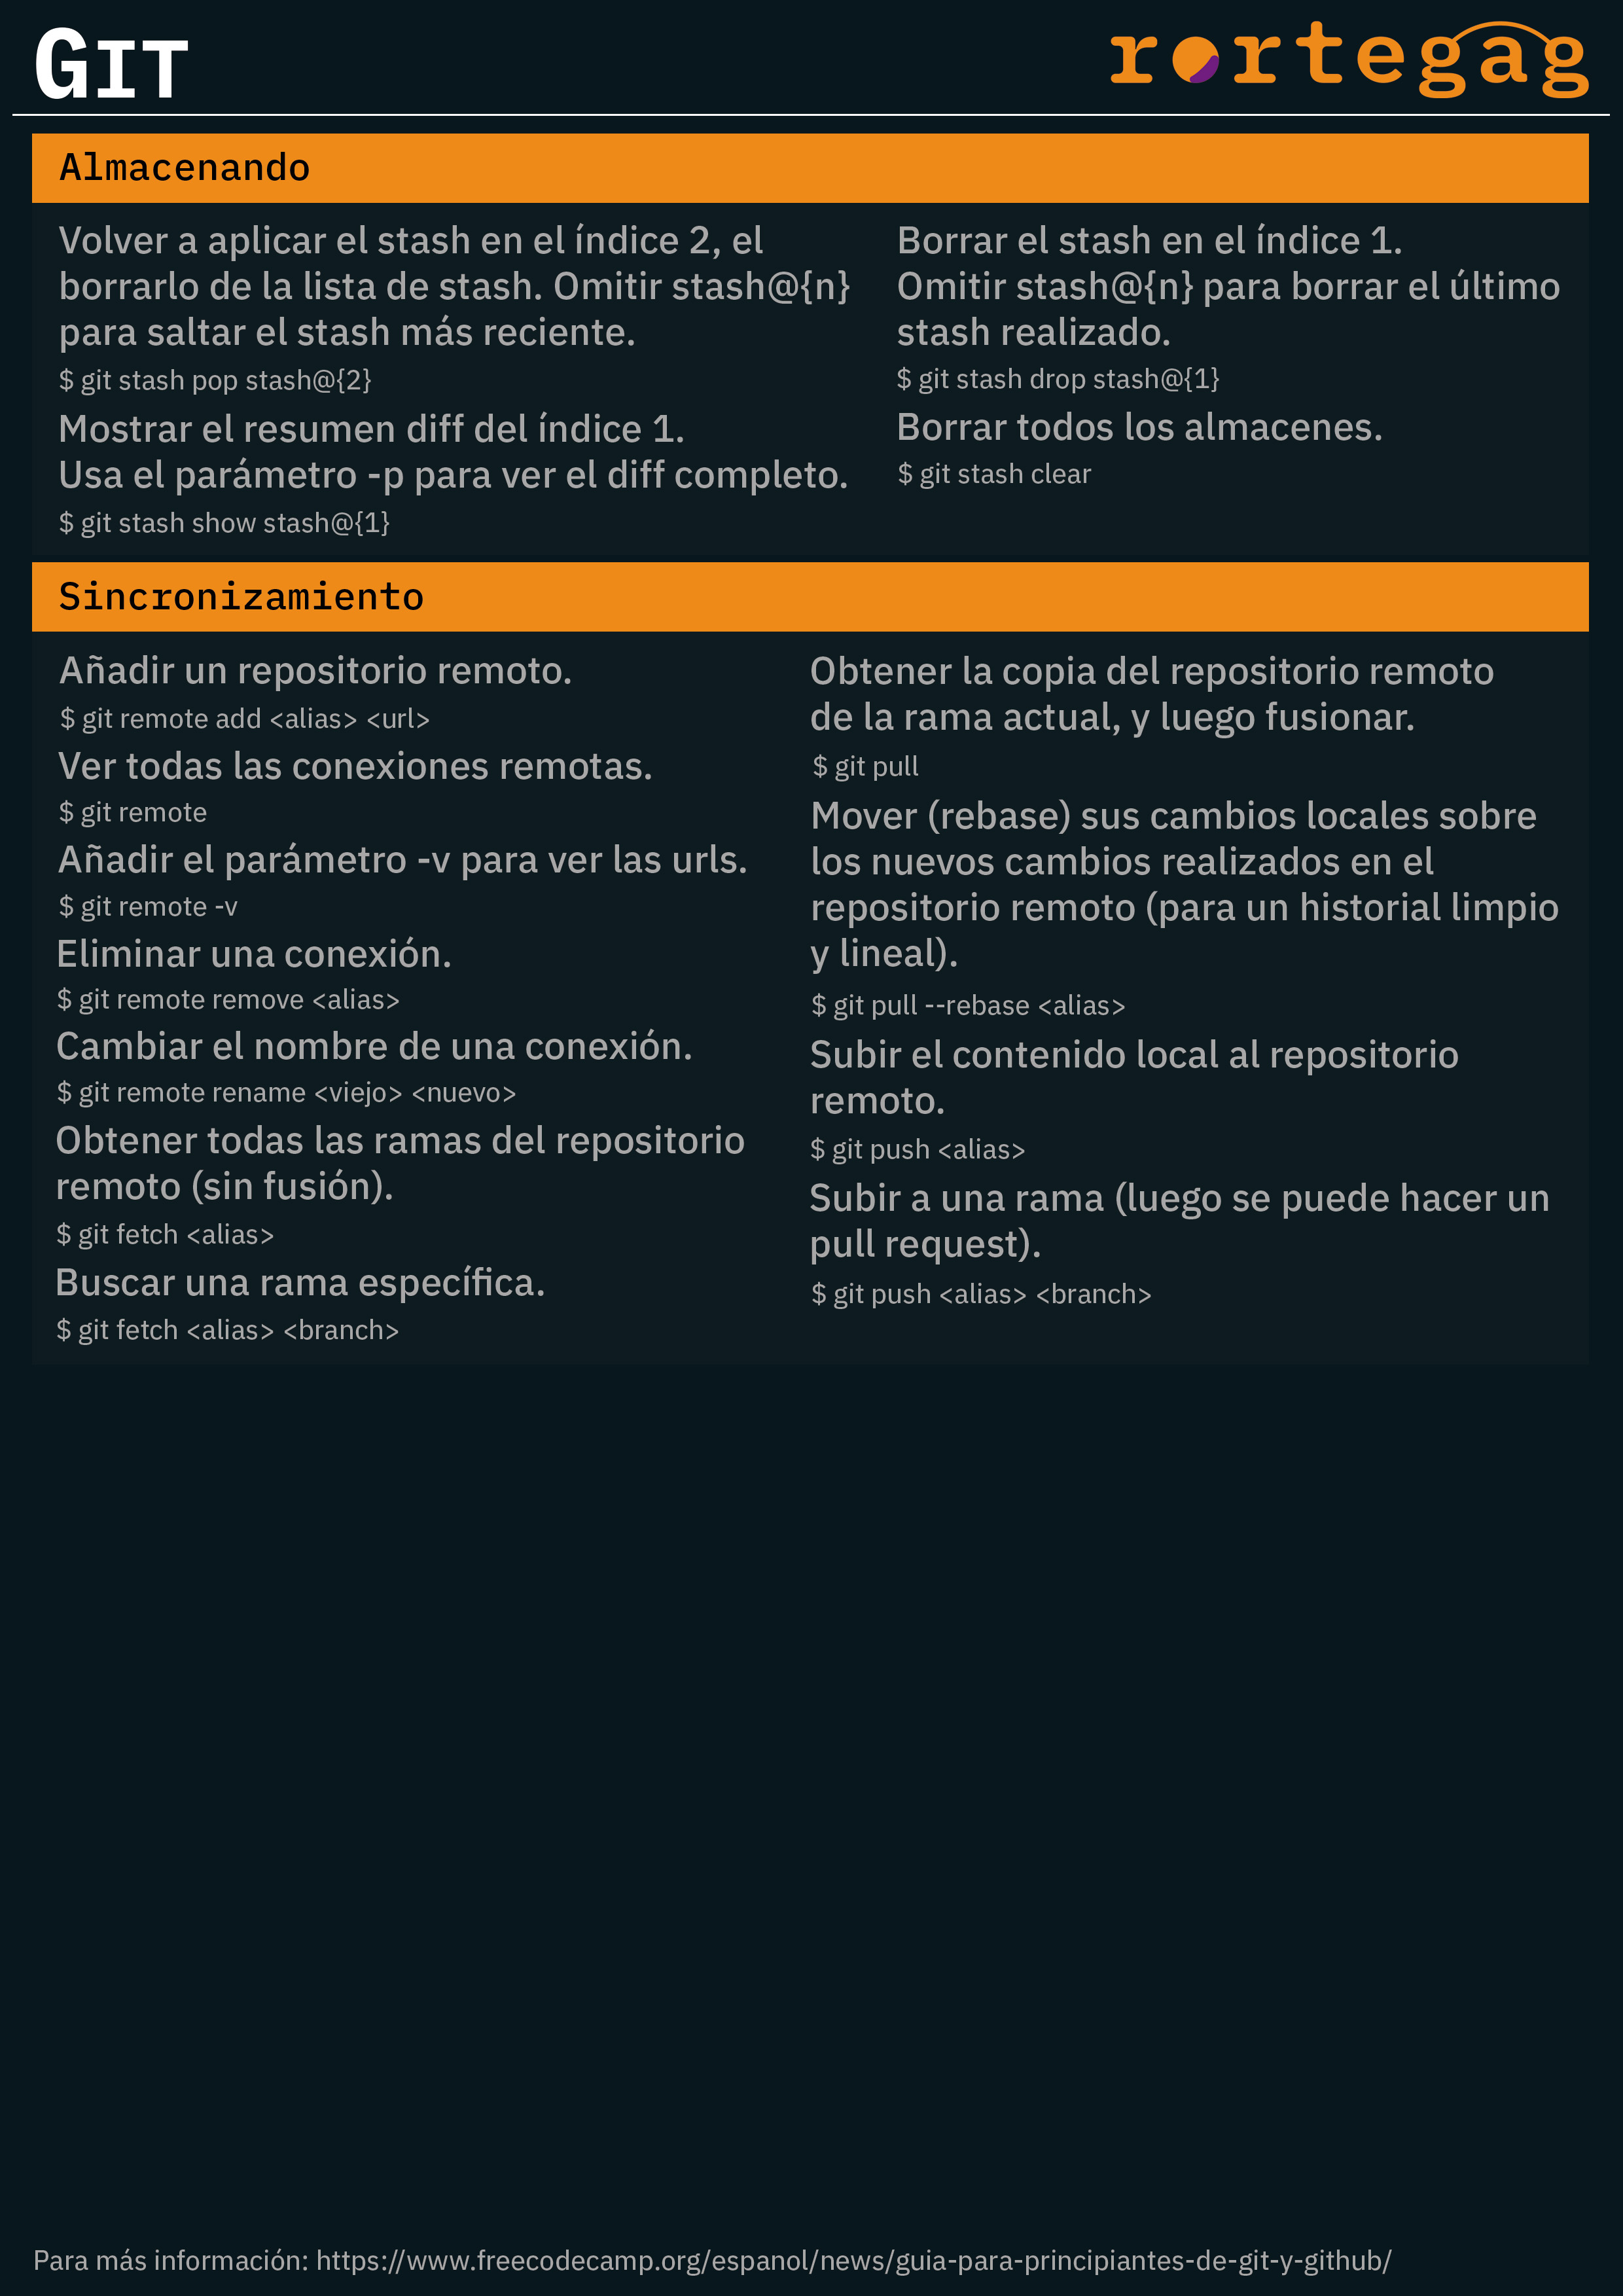 GIT
rortegag
Almacenando
Volver a aplicar el stash en el índice 2, el
borrarlo de la lista de stash. Omitir stash@{n}
para saltar el stash más reciente.
$ git stash pop stash@{2}
Mostrar el resumen diff del índice 1.
Usa el parámetro -p para ver el diff completo.
$ git stash show stash@{1}
Borrar el stash en el índice 1.
Omitir stash@{n} para borrar el último
stash realizado.
$ git stash drop stash@{1}
Borrar todos los almacenes.
$ git stash clear
Sincronizamiento
Añadir un repositorio remoto.
$ git remote add <alias> <url>
Ver todas las conexiones remotas.
$ git remote
Añadir el parámetro -v para ver las urls.
$ git remote -v
Eliminar una conexión.
$ git remote remove <alias>
Cambiar el nombre de una conexión.
$ git remote rename <viejo> <nuevo>
Obtener todas las ramas del repositorio
remoto (sin fusión).
$ git fetch <alias>
Buscar una rama específica.
$ git fetch <alias> <branch>
Obtener la copia del repositorio remoto
de la rama actual, y luego fusionar.
$ git pull
Mover (rebase) sus cambios locales sobre
los nuevos cambios realizados en el
repositorio remoto (para un historial limpio
y lineal).
$ git pull --rebase <alias>
Subir el contenido local al repositorio
remoto.
$ git push <alias>
Subir a una rama (luego se puede hacer un
pull request).
$ git push <alias> <branch>
Para más información: https://www.freecodecamp.org/espanol/news/guia-para-principiantes-de-git-y-github/